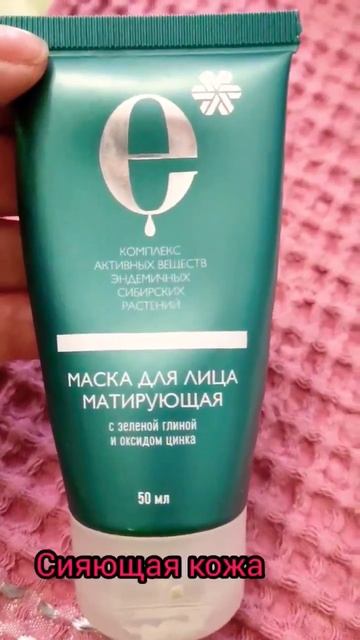 e
КОМПЛЕКС
АКТИВНЫХ ВЕЩЕСТВ
ЭНДЕМИЧНЫХ
СИБИРСКИХ
РАСТЕНИЙ
МАСКА ДЛЯ ЛИЦА
МАТИРУЮЩАЯ
с зеленой глиной
и оксидом цинка
50 мл
Сияющая кожа